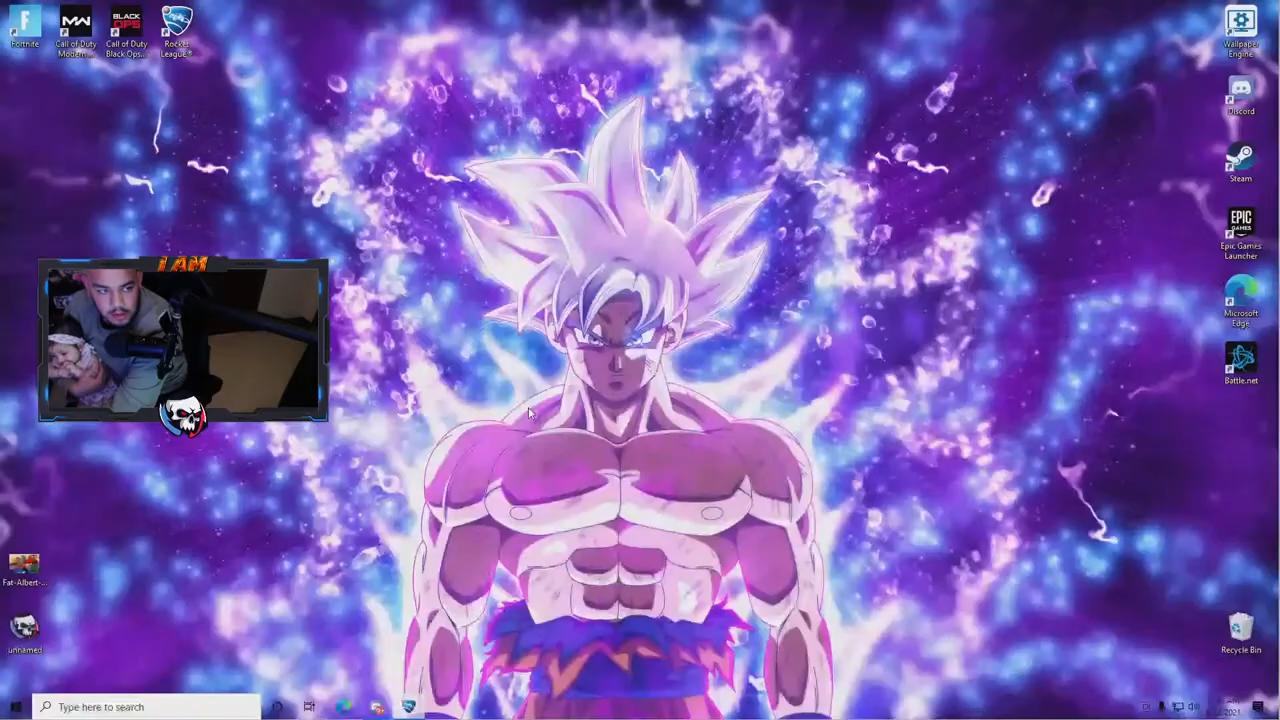 Fortnite
Call of Duty
Modern...
Call of Duty
Black Ops...
Rocket
League®
Wallpaper
Engine
Discord
Steam
Epic Games
Launcher
Microsoft
Edge
Battle.net
I AM
Fat-Albert-...
unnamed
Recycle Bin
Type here to search
F
MW
BLACK
OPS
EPIC
GAMES